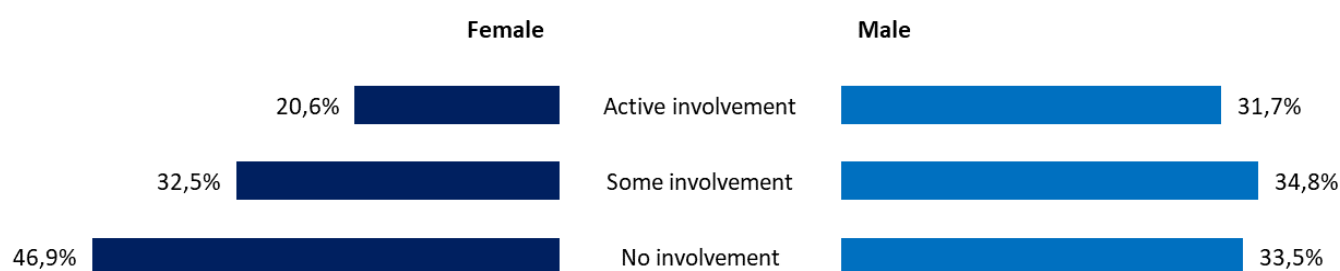 Female Male
20,6% Active involvement 31,7%
32,5% Some involvement 34,8%
46,9% No involvement 33,5%